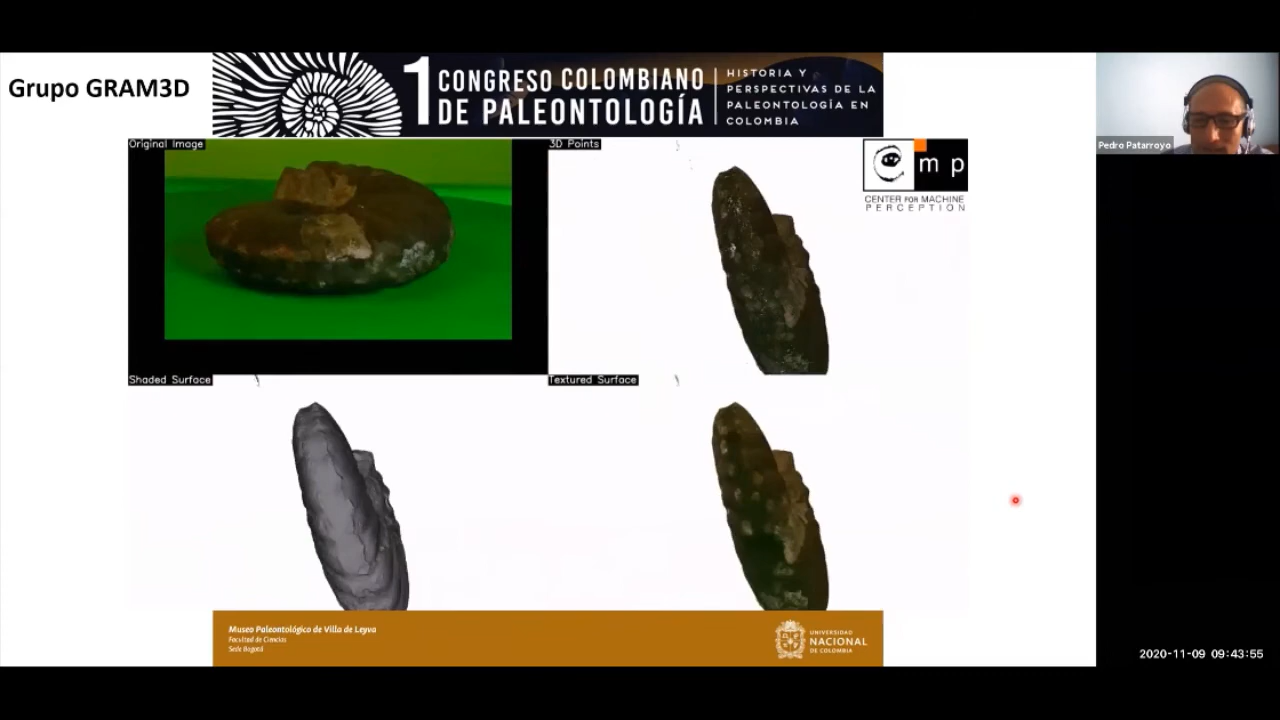 Grupo GRAM3D
1 CONGRESO COLOMBIANO
DE PALEONTOLOGÍA
HISTORIA Y
PERSPECTIVAS DE LA
PALEONTOLOGÍA EN
COLOMBIA
Pedro Patarroyo
Original Image
3D Points
m p
CENTER FOR MACHINE
PERCEPTION
Shaded Surface
Textured Surface
Museo Paleontológico de Villa de Leyva
Facultad de Ciencias
Sede Bogotá
UNIVERSIDAD
NACIONAL
DE COLOMBIA
2020-11-09 09:43:55